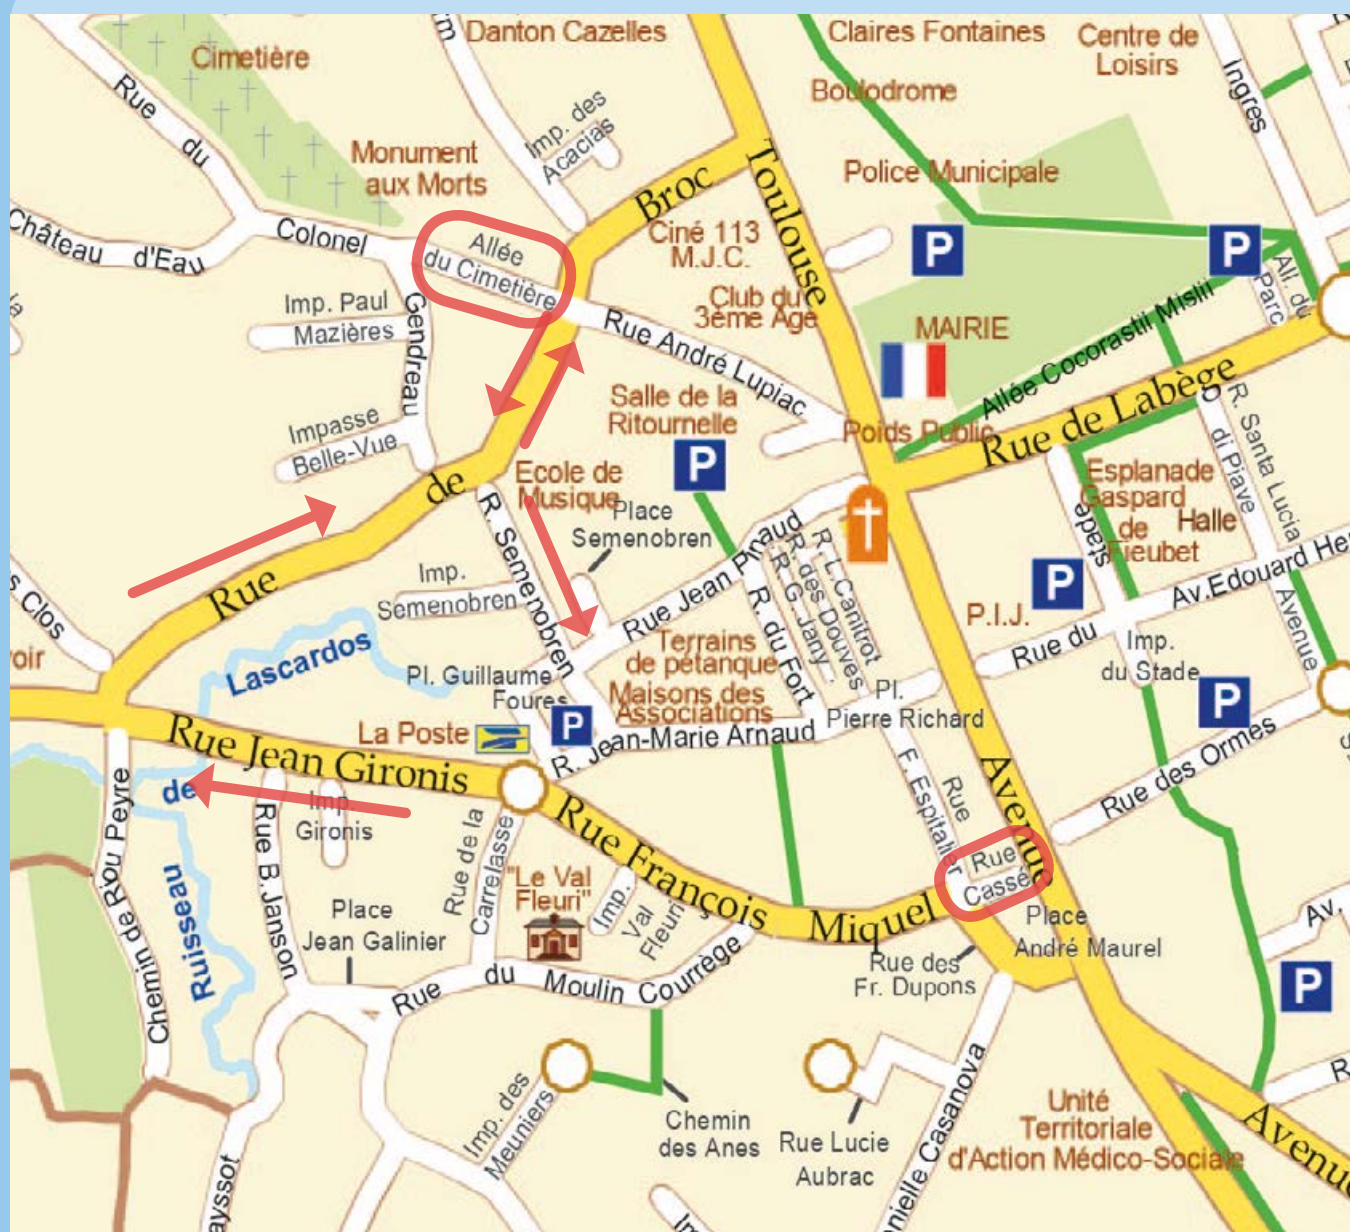 Danton Cazelles
Claires Fontaines
Centre de
Loisirs
Cimetière
Ingres
Boulodrome
Rue du
Imp. des
Acacias
Monument
aux Morts
Police Municipale
Broc
Toulouse
Château d'Eau
Colonel
Allée
du Cimetière
Ciné 113
M.J.C.
P
P
All. du
Parc
Imp. Paul
Mazières
Gendreau
Club du
3ème Age
Rue André Lupiac
MAIRIE
Allée Cocorastii Mislii
Rue de Labège
R. Santa Lucia
di Piave
Salle de la
Ritournelle
Impasse
Belle-Vue
Poids Public
P
de
Ecole de
Musique
Esplanade
Gaspard
de
Fieubet
Halle
Place
Semenobren
R. Semenobren
stade
Rue
Imp.
Semenobren
Rue Jean Pinaud
R. L.Canitrot
R. des Douves
R. G. Jany
R. du Fort
P
Av.Edouard He
Avenue
s Clos
oir
P.I.J.
Rue du
Imp.
du Stade
Lascardos
Terrains
de pétanque
Maisons des
Associations
Pl. Guillaume
Foures
Pl.
Pierre Richard
P
P
La Poste
R. Jean-Marie Arnaud
Rue Jean Gironis
Rue des Ormes
Avenue
Rue
E. Espitalier
de
Ruisseau
Chemin de Riou Peyre
Rue B.Janson
Imp.
Gironis
Rue de la
Carrelasse
Rue François Miquel
Rue
Cassé
"Le Val
Fleuri"
Imp.
Val
Fleuri
Place
Jean Galinier
Place
André Maurel
Av.
Rue des
Fr. Dupons
Rue du Moulin Courrège
P
Imp. des
Meuniers
Chemin
des Anes
Rue Lucie
Aubrac
nielle Casanova
Unité
Territoriale
d'Action Médico-Sociale
Avenue
ayssot